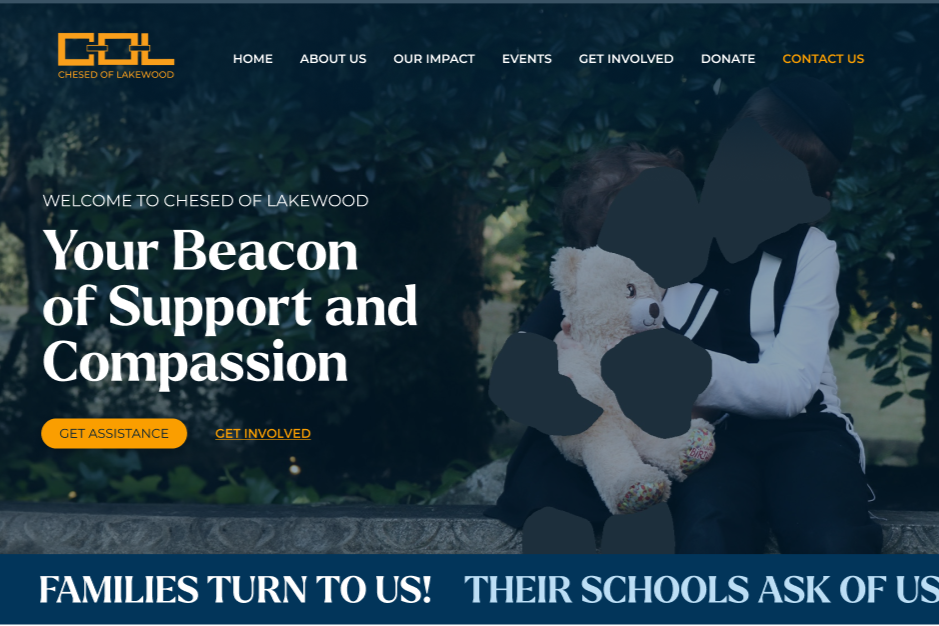 COL
CHESED OF LAKEWOOD
HOME ABOUT US OUR IMPACT EVENTS GET INVOLVED DONATE CONTACT US
WELCOME TO CHESED OF LAKEWOOD
Your Beacon
of Support and
Compassion
GET ASSISTANCE GET INVOLVED
FAMILIES TURN TO US! THEIR SCHOOLS ASK OF US